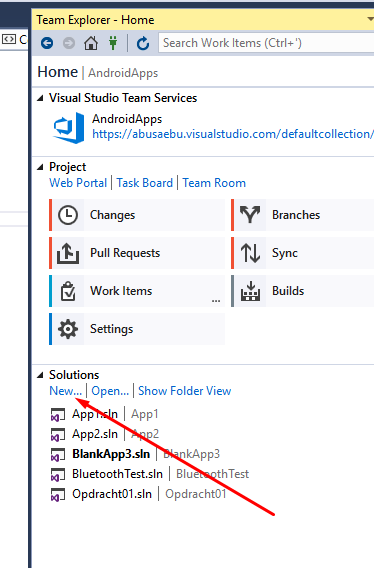 Team Explorer - Home
C
Search Work Items (Ctrl+')
Home | AndroidApps
Visual Studio Team Services
AndroidApps
https://abusaebu.visualstudio.com/defaultcollection/
Project
Web Portal | Task Board | Team Room
Changes
Branches
Pull Requests
Sync
Work Items
...
Builds
Settings
Solutions
New... | Open... | Show Folder View
App1.sln | App1
App2.sln | App2
BlankApp3.sln | BlankApp3
BluetoothTest.sln | BluetoothTest
Opdracht01.sln | Opdracht01